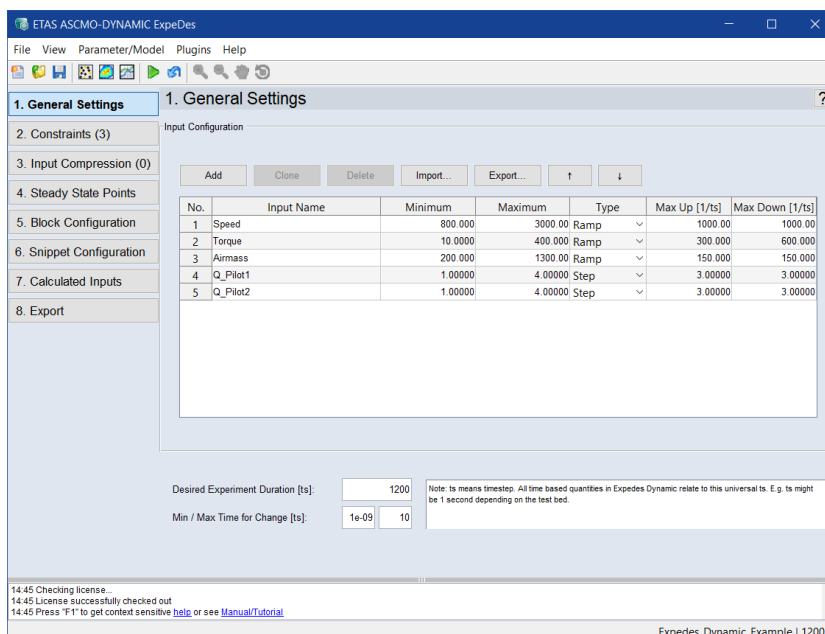 ETAS ASCMO-DYNAMIC ExpeDes
File View Parameter/Model Plugins Help
1. General Settings
2. Constraints (3)
3. Input Compression (0)
4. Steady State Points
5. Block Configuration
6. Snippet Configuration
7. Calculated Inputs
8. Export
1. General Settings ?
Input Configuration
Add Clone Delete Import... Export... ↑ ↓
No. Input Name Minimum Maximum Type Max Up [1/ts] Max Down [1/ts]
1 Speed 800.000 3000.00 Ramp 1000.00 1000.00
2 Torque 10.0000 400.000 Ramp 300.000 600.000
3 Airmass 200.000 1300.00 Ramp 150.000 150.000
4 Q_Pilot1 1.00000 4.00000 Step 3.00000 3.00000
5 Q_Pilot2 1.00000 4.00000 Step 3.00000 3.00000
Desired Experiment Duration [ts]: 1200
Min / Max Time for Change [ts]: 1e-09 10
Note: ts means timestep. All time based quantities in Expedes Dynamic relate to this universal ts. E.g. ts might
be 1 second depending on the test bed.
14:45 Checking license...
14:45 License successfully checked out
14:45 Press "F1" to get context sensitive help or see Manual/Tutorial
Expedes_Dynamic_Example | 1200